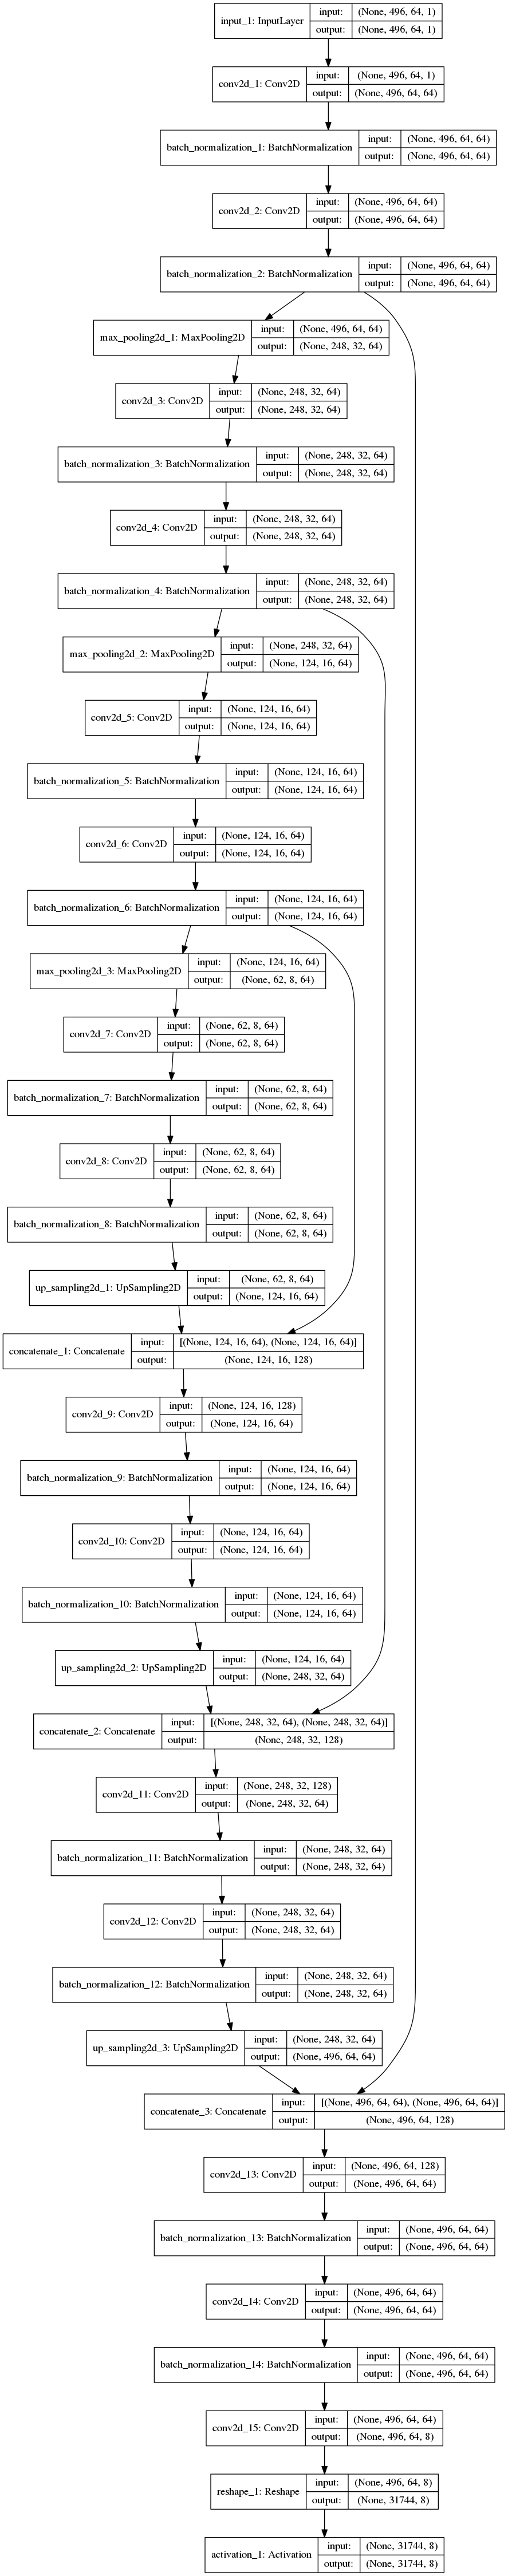 input_1: InputLayer
input: (None, 496, 64, 1)
output: (None, 496, 64, 1)
conv2d_1: Conv2D
input: (None, 496, 64, 1)
output: (None, 496, 64, 64)
batch_normalization_1: BatchNormalization
input: (None, 496, 64, 64)
output: (None, 496, 64, 64)
conv2d_2: Conv2D
input: (None, 496, 64, 64)
output: (None, 496, 64, 64)
batch_normalization_2: BatchNormalization
input: (None, 496, 64, 64)
output: (None, 496, 64, 64)
max_pooling2d_1: MaxPooling2D
input: (None, 496, 64, 64)
output: (None, 248, 32, 64)
conv2d_3: Conv2D
input: (None, 248, 32, 64)
output: (None, 248, 32, 64)
batch_normalization_3: BatchNormalization
input: (None, 248, 32, 64)
output: (None, 248, 32, 64)
conv2d_4: Conv2D
input: (None, 248, 32, 64)
output: (None, 248, 32, 64)
batch_normalization_4: BatchNormalization
input: (None, 248, 32, 64)
output: (None, 248, 32, 64)
max_pooling2d_2: MaxPooling2D
input: (None, 248, 32, 64)
output: (None, 124, 16, 64)
conv2d_5: Conv2D
input: (None, 124, 16, 64)
output: (None, 124, 16, 64)
batch_normalization_5: BatchNormalization
input: (None, 124, 16, 64)
output: (None, 124, 16, 64)
conv2d_6: Conv2D
input: (None, 124, 16, 64)
output: (None, 124, 16, 64)
batch_normalization_6: BatchNormalization
input: (None, 124, 16, 64)
output: (None, 124, 16, 64)
max_pooling2d_3: MaxPooling2D
input: (None, 124, 16, 64)
output: (None, 62, 8, 64)
conv2d_7: Conv2D
input: (None, 62, 8, 64)
output: (None, 62, 8, 64)
batch_normalization_7: BatchNormalization
input: (None, 62, 8, 64)
output: (None, 62, 8, 64)
conv2d_8: Conv2D
input: (None, 62, 8, 64)
output: (None, 62, 8, 64)
batch_normalization_8: BatchNormalization
input: (None, 62, 8, 64)
output: (None, 62, 8, 64)
up_sampling2d_1: UpSampling2D
input: (None, 62, 8, 64)
output: (None, 124, 16, 64)
concatenate_1: Concatenate
input: [(None, 124, 16, 64), (None, 124, 16, 64)]
output: (None, 124, 16, 128)
conv2d_9: Conv2D
input: (None, 124, 16, 128)
output: (None, 124, 16, 64)
batch_normalization_9: BatchNormalization
input: (None, 124, 16, 64)
output: (None, 124, 16, 64)
conv2d_10: Conv2D
input: (None, 124, 16, 64)
output: (None, 124, 16, 64)
batch_normalization_10: BatchNormalization
input: (None, 124, 16, 64)
output: (None, 124, 16, 64)
up_sampling2d_2: UpSampling2D
input: (None, 124, 16, 64)
output: (None, 248, 32, 64)
concatenate_2: Concatenate
input: [(None, 248, 32, 64), (None, 248, 32, 64)]
output: (None, 248, 32, 128)
conv2d_11: Conv2D
input: (None, 248, 32, 128)
output: (None, 248, 32, 64)
batch_normalization_11: BatchNormalization
input: (None, 248, 32, 64)
output: (None, 248, 32, 64)
conv2d_12: Conv2D
input: (None, 248, 32, 64)
output: (None, 248, 32, 64)
batch_normalization_12: BatchNormalization
input: (None, 248, 32, 64)
output: (None, 248, 32, 64)
up_sampling2d_3: UpSampling2D
input: (None, 248, 32, 64)
output: (None, 496, 64, 64)
concatenate_3: Concatenate
input: [(None, 496, 64, 64), (None, 496, 64, 64)]
output: (None, 496, 64, 128)
conv2d_13: Conv2D
input: (None, 496, 64, 128)
output: (None, 496, 64, 64)
batch_normalization_13: BatchNormalization
input: (None, 496, 64, 64)
output: (None, 496, 64, 64)
conv2d_14: Conv2D
input: (None, 496, 64, 64)
output: (None, 496, 64, 64)
batch_normalization_14: BatchNormalization
input: (None, 496, 64, 64)
output: (None, 496, 64, 64)
conv2d_15: Conv2D
input: (None, 496, 64, 64)
output: (None, 496, 64, 8)
reshape_1: Reshape
input: (None, 496, 64, 8)
output: (None, 31744, 8)
activation_1: Activation
input: (None, 31744, 8)
output: (None, 31744, 8)